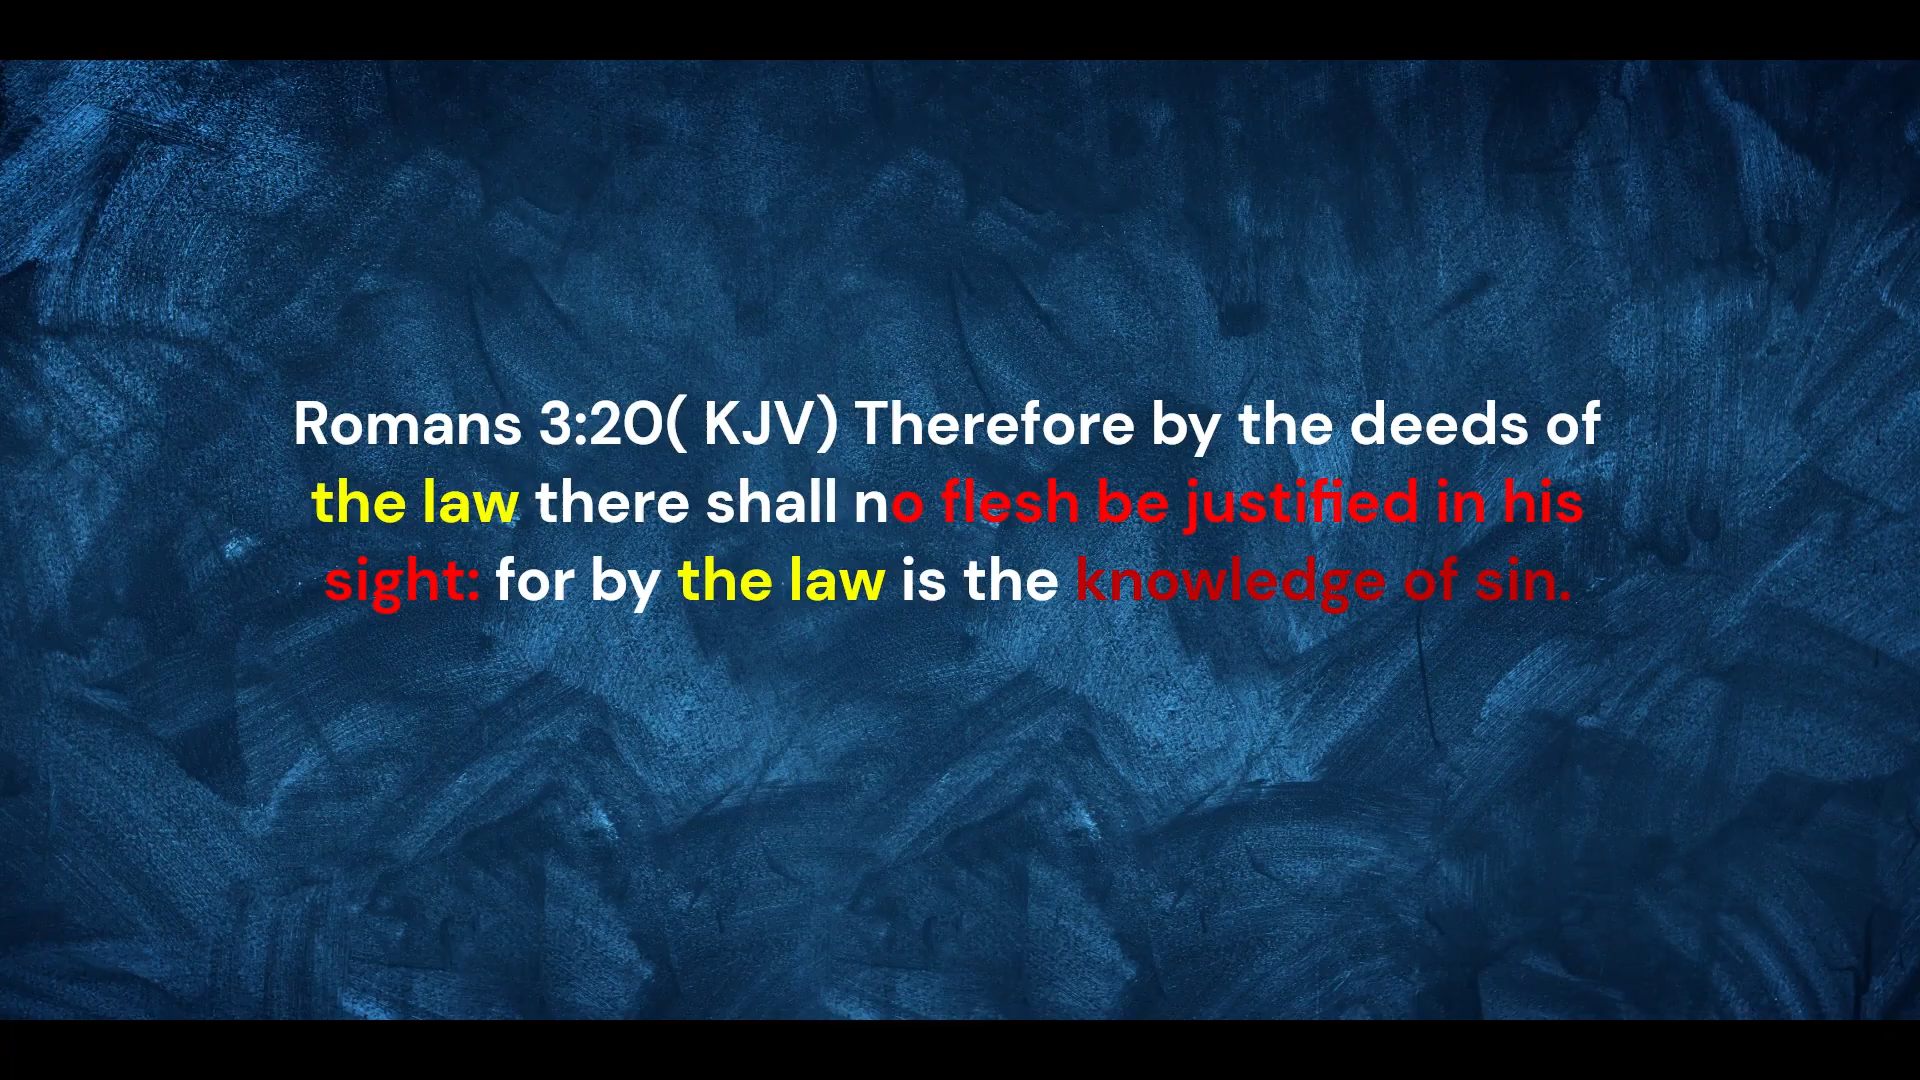 Romans 3:20( KJV) Therefore by the deeds of
the law there shall no flesh be justified in his
sight: for by the law is the knowledge of sin.